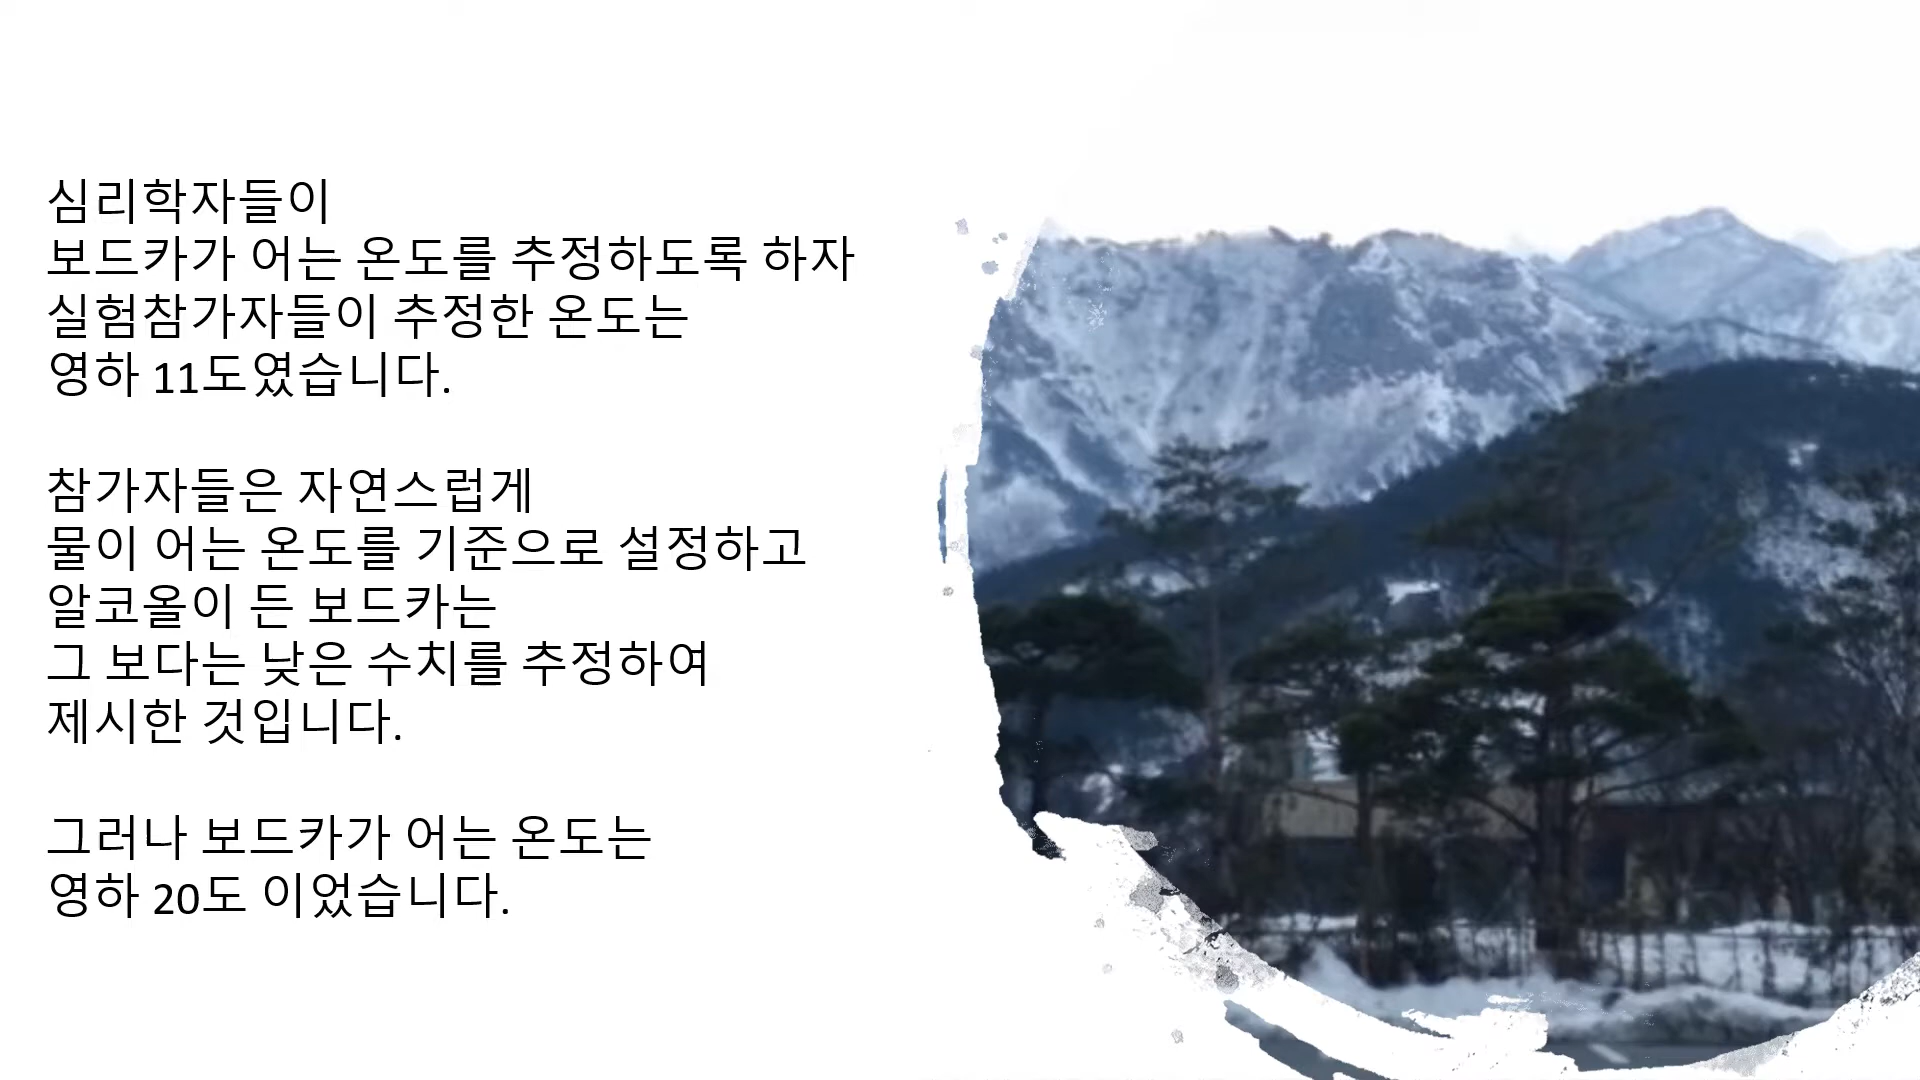 심리학자들이
보드카가 어는 온도를 추정하도록 하자
실험참가자들이 추정한 온도는
영하 11도였습니다.
참가자들은 자연스럽게
물이 어는 온도를 기준으로 설정하고
알코올이 든 보드카는
그 보다는 낮은 수치를 추정하여
제시한 것입니다.
그러나 보드카가 어는 온도는
영하 20도 이었습니다.